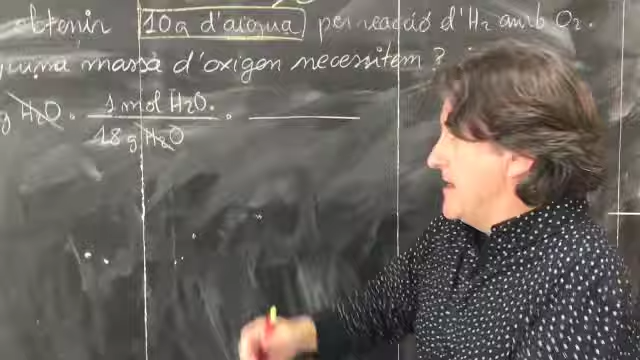 obtenir 10g d'aigua per reacció d'H₂ amb O₂.
quina massa d'oxigen necessitem?
g H₂O · 1 mol H₂O. / 18 g H₂O ·